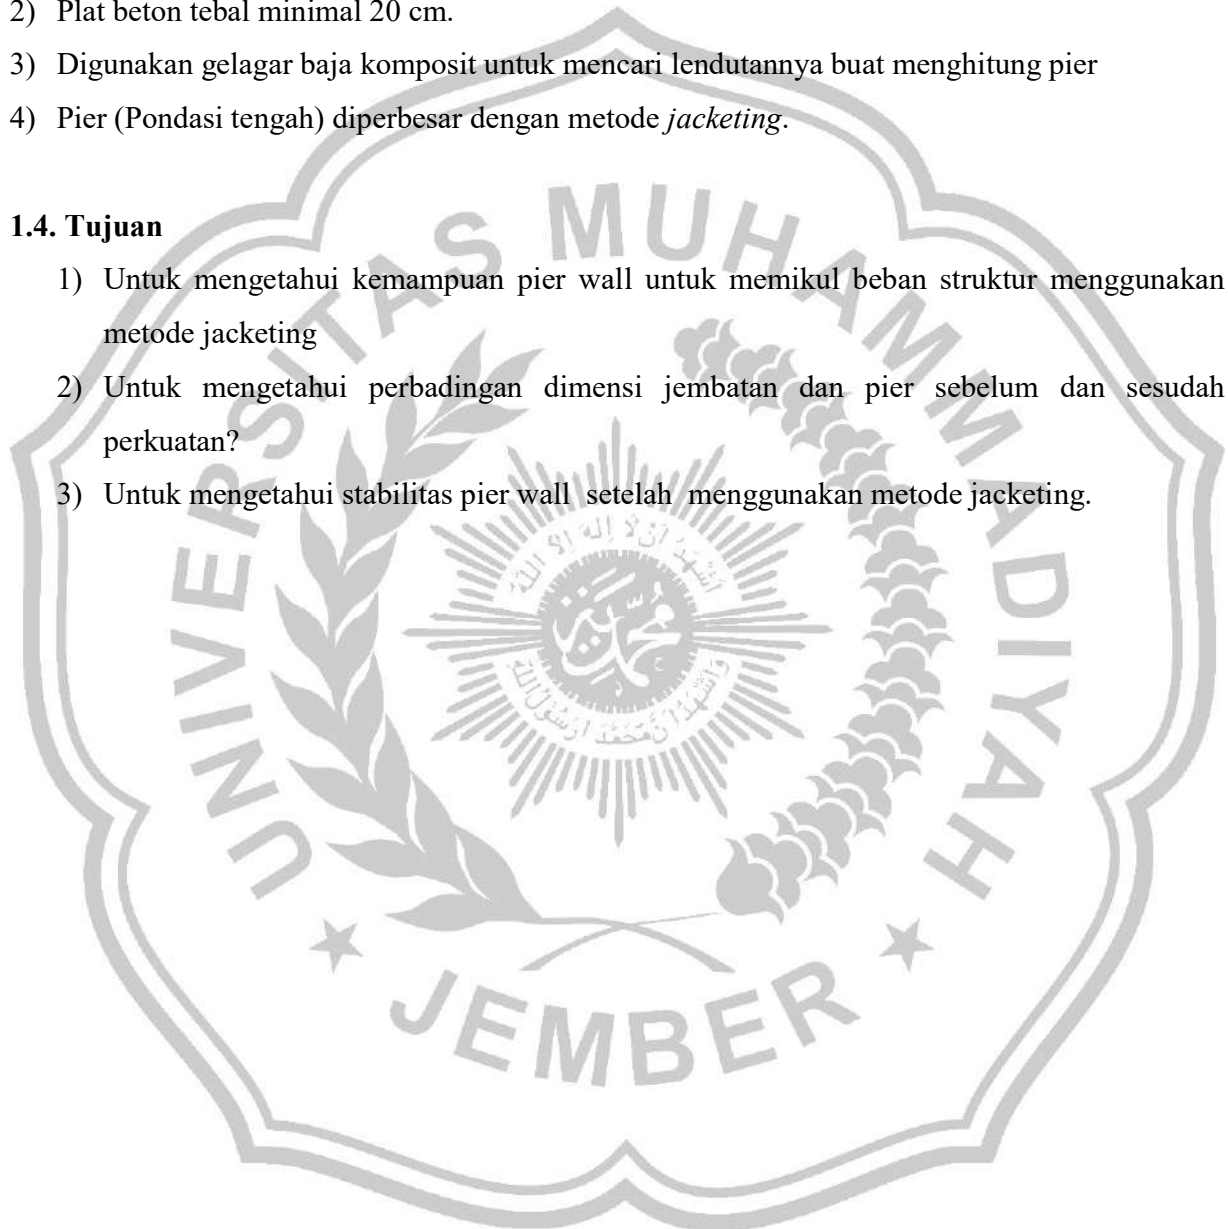 2) Plat beton tebal minimal 20 cm.
3) Digunakan gelagar baja komposit untuk mencari lendutannya buat menghitung pier
4) Pier (Pondasi tengah) diperbesar dengan metode jacketing.
1.4. Tujuan
1) Untuk mengetahui kemampuan pier wall untuk memikul beban struktur menggunakan
metode jacketing
2) Untuk mengetahui perbadingan dimensi jembatan dan pier sebelum dan sesudah
perkuatan?
3) Untuk mengetahui stabilitas pier wall setelah menggunakan metode jacketing.
UNIVERSITAS MUHAMMADIYAH
JEMBER